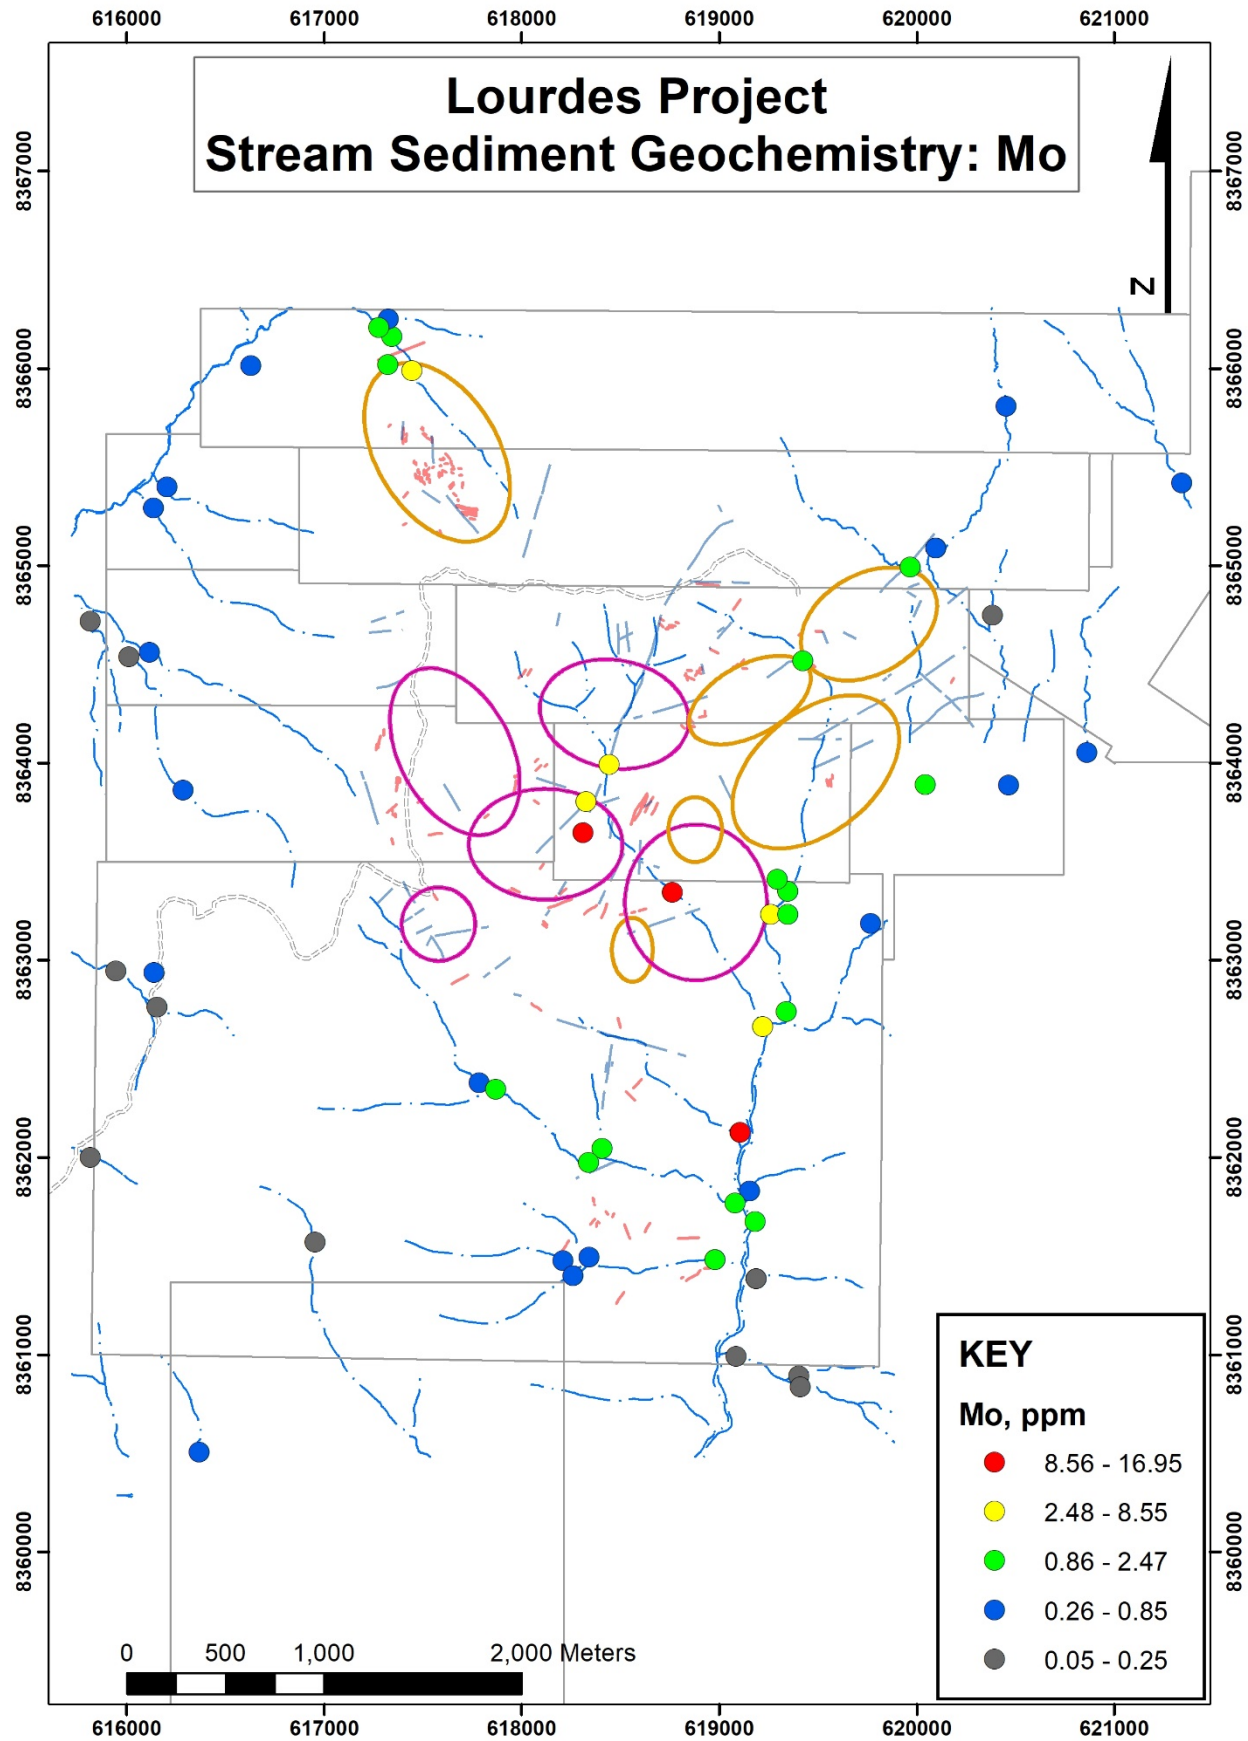 616000 617000 618000 619000 620000 621000
Lourdes Project
Stream Sediment Geochemistry: Mo
N
8367000 8367000
8366000 8366000
8365000 8365000
8364000 8364000
8363000 8363000
8362000 8362000
8361000 8361000
8360000 8360000
KEY
Mo, ppm
8.56 - 16.95
2.48 - 8.55
0.86 - 2.47
0.26 - 0.85
0.05 - 0.25
0 500 1,000 2,000 Meters
616000 617000 618000 619000 620000 621000